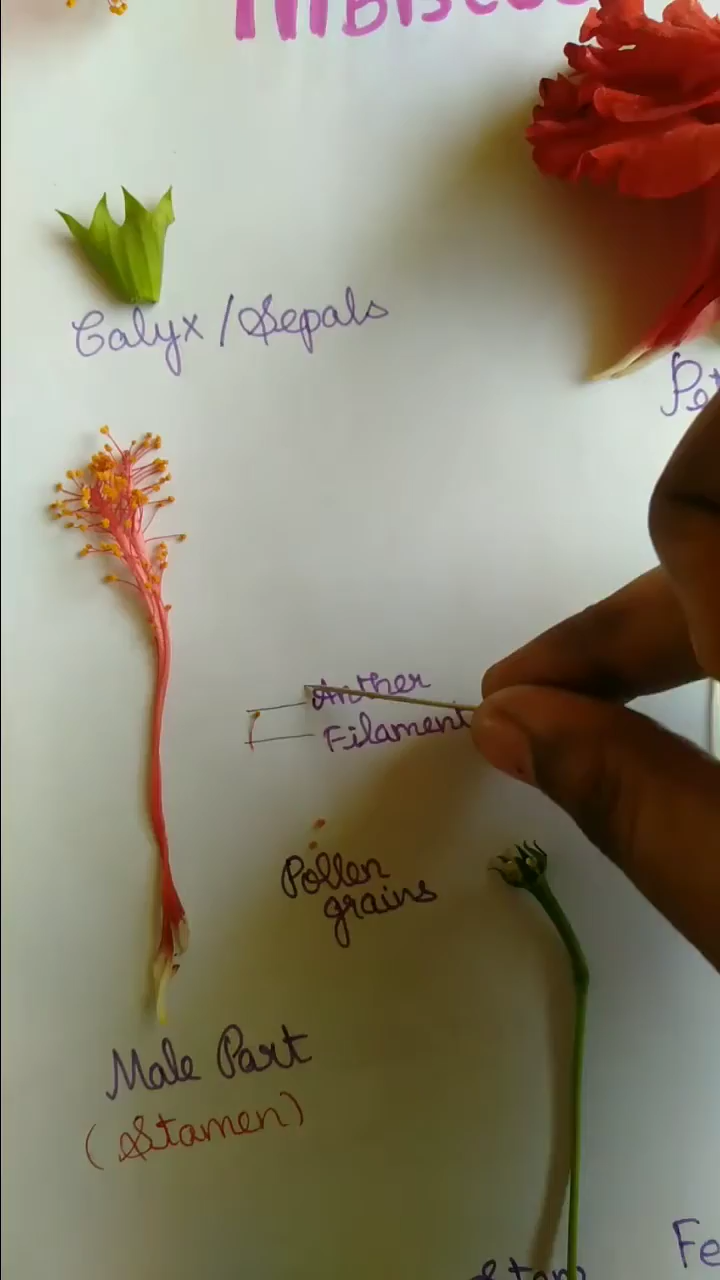 Calyx / Sepals
Anther
Filament
Pollen
grains
Male Part
(Stamen)